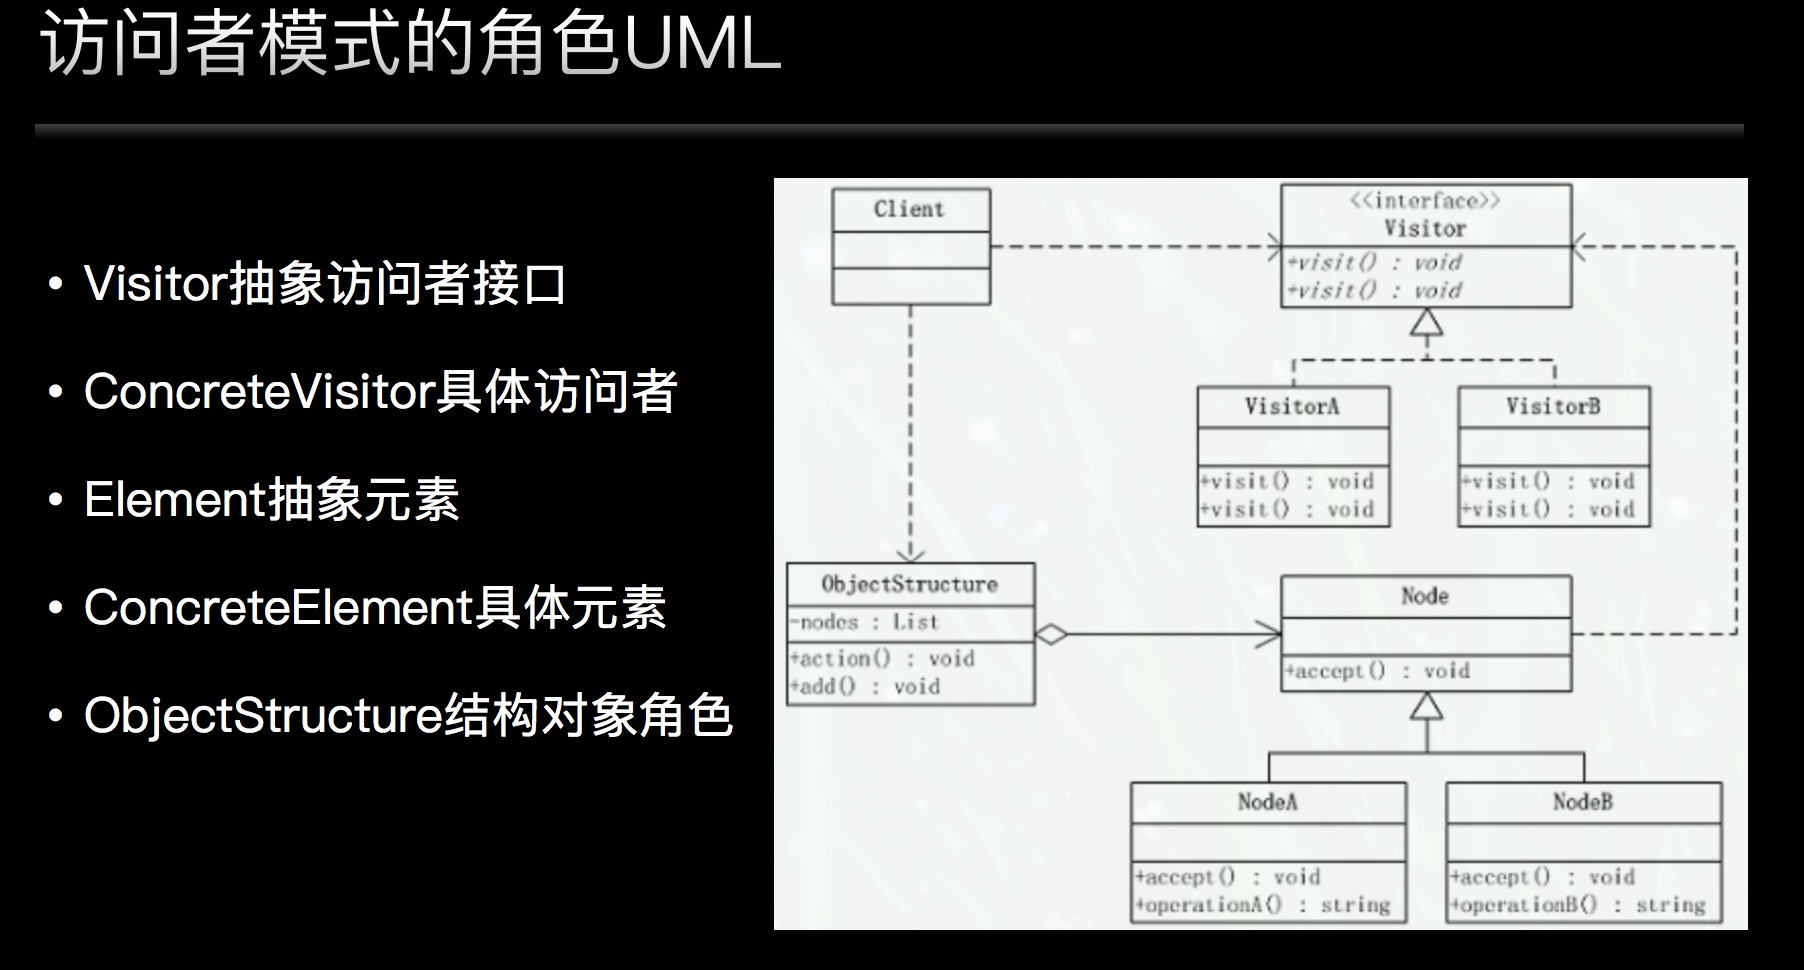 访问者模式的角色UML
• Visitor抽象访问者接口
• ConcreteVisitor具体访问者
• Element抽象元素
• ConcreteElement具体元素
• ObjectStructure结构对象角色
Client
<<interface>>
Visitor
+visit() : void
+visit() : void
VisitorA
+visit() : void
+visit() : void
VisitorB
+visit() : void
+visit() : void
ObjectStructure
-nodes : List
+action() : void
+add() : void
Node
+accept() : void
NodeA
+accept() : void
+operationA() : string
NodeB
+accept() : void
+operationB() : string